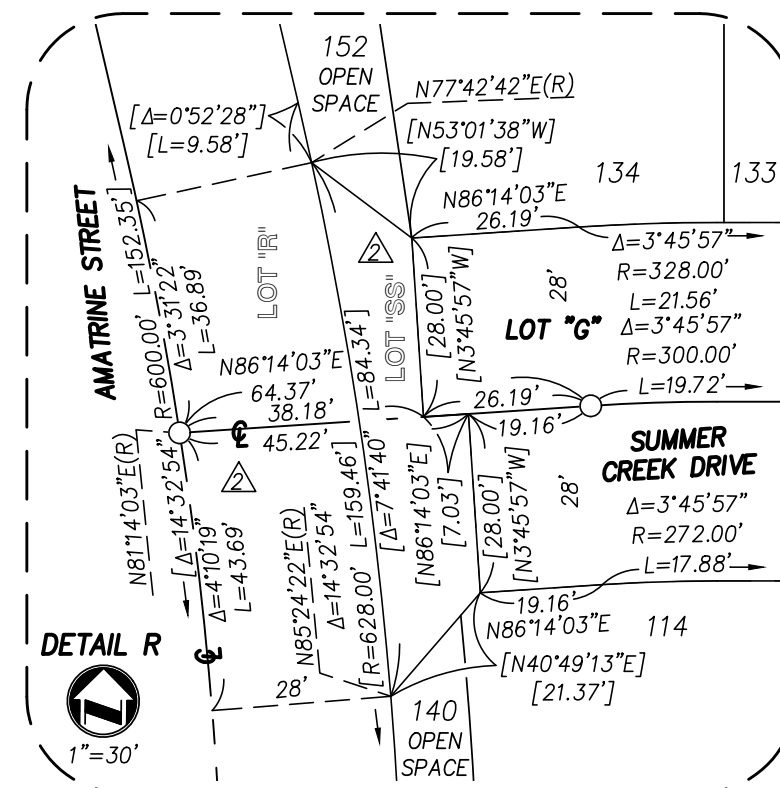 152
OPEN
SPACE
N77°42'42"E(R)
[Δ=0°52'28"]
[L=9.58']
[N53°01'38"W]
[19.58']
134
133
N86°14'03"E
26.19'
Δ=3°45'57"
R=328.00'
L=21.56'
28'
LOT "G"
Δ=3°45'57"
R=300.00'
L=19.72'
AMATRINE STREET
R=600.00' L=152.35']
Δ=3°31'22"
L=36.89'
LOT "R"
2
LOT "SS"
[28.00']
[N3°45'57"W]
N86°14'03"E
64.37'
38.18'
℄
45.22'
L=84.34'
26.19'
19.16'
SUMMER
CREEK DRIVE
2
N81°14'03"E(R)
[Δ=14°32'54"
Δ=4°10'19"
L=43.69'
N85°24'22"E(R)
Δ=14°32'54"
[R=628.00' L=159.46']
[Δ=7°41'40"
[N86°14'03"E]
[7.03']
[28.00']
[N3°45'57"W]
28'
Δ=3°45'57"
R=272.00'
L=17.88'
19.16'
N86°14'03"E
114
[N40°49'13"E]
[21.37']
℄
28'
DETAIL R
N
1"=30'
140
OPEN
SPACE